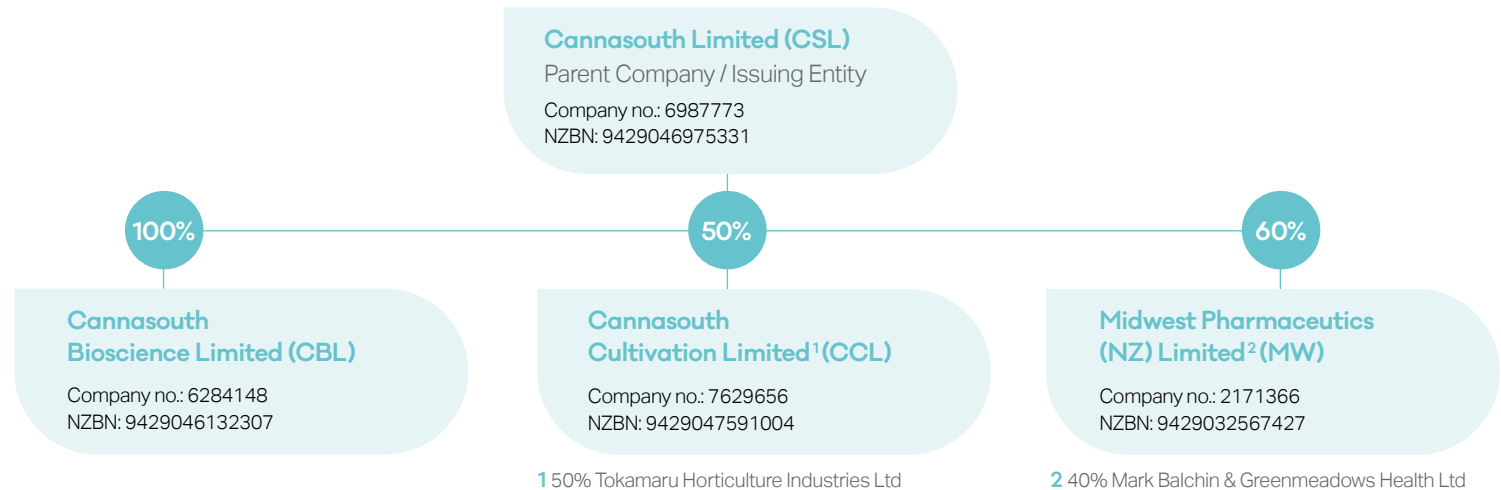 Cannasouth Limited (CSL)
Parent Company / Issuing Entity
Company no.: 6987773
NZBN: 9429046975331
100%
50%
60%
Cannasouth
Bioscience Limited (CBL)
Company no.: 6284148
NZBN: 9429046132307
Cannasouth
Cultivation Limited 1 (CCL)
Company no.: 7629656
NZBN: 9429047591004
Midwest Pharmaceutics
(NZ) Limited 2 (MW)
Company no.: 2171366
NZBN: 9429032567427
1 50% Tokamaru Horticulture Industries Ltd
2 40% Mark Balchin & Greenmeadows Health Ltd